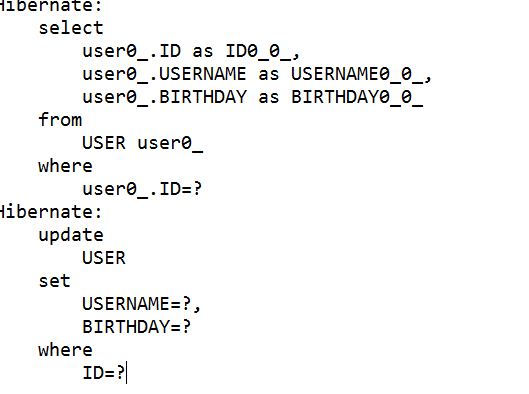 Hibernate:
    select
        user0_.ID as ID0_0_,
        user0_.USERNAME as USERNAME0_0_,
        user0_.BIRTHDAY as BIRTHDAY0_0_
    from
        USER user0_
    where
        user0_.ID=?
Hibernate:
    update
        USER
    set
        USERNAME=?,
        BIRTHDAY=?
    where
        ID=?